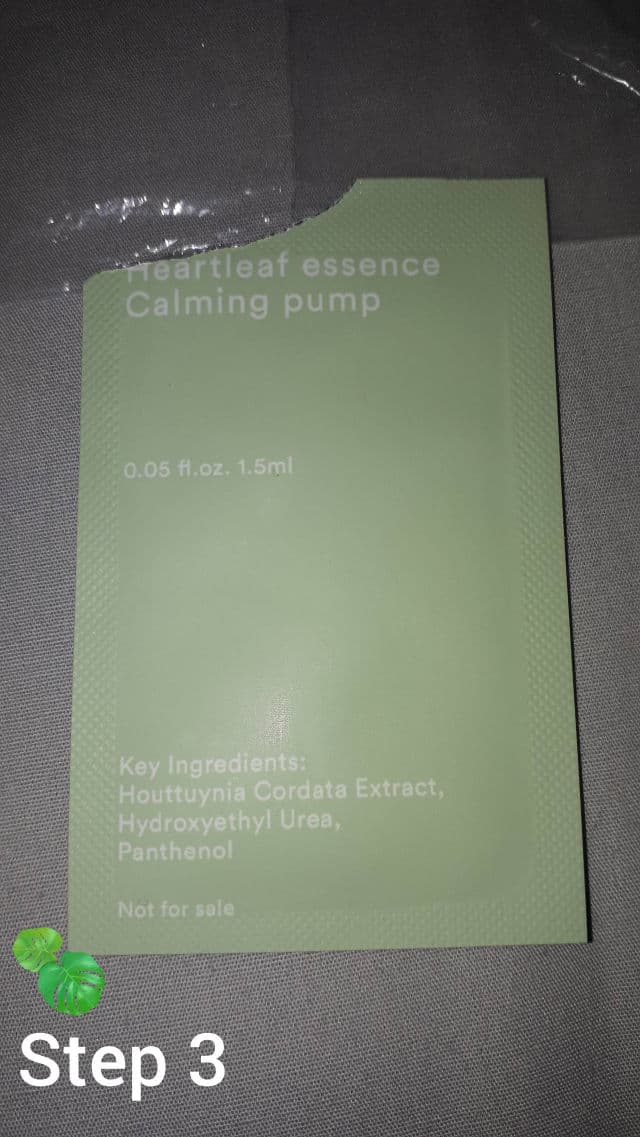 Heartleaf essence
Calming pump
0.05 fl.oz. 1.5ml
Key Ingredients:
Houttuynia Cordata Extract,
Hydroxyethyl Urea,
Panthenol
Not for sale
Step 3